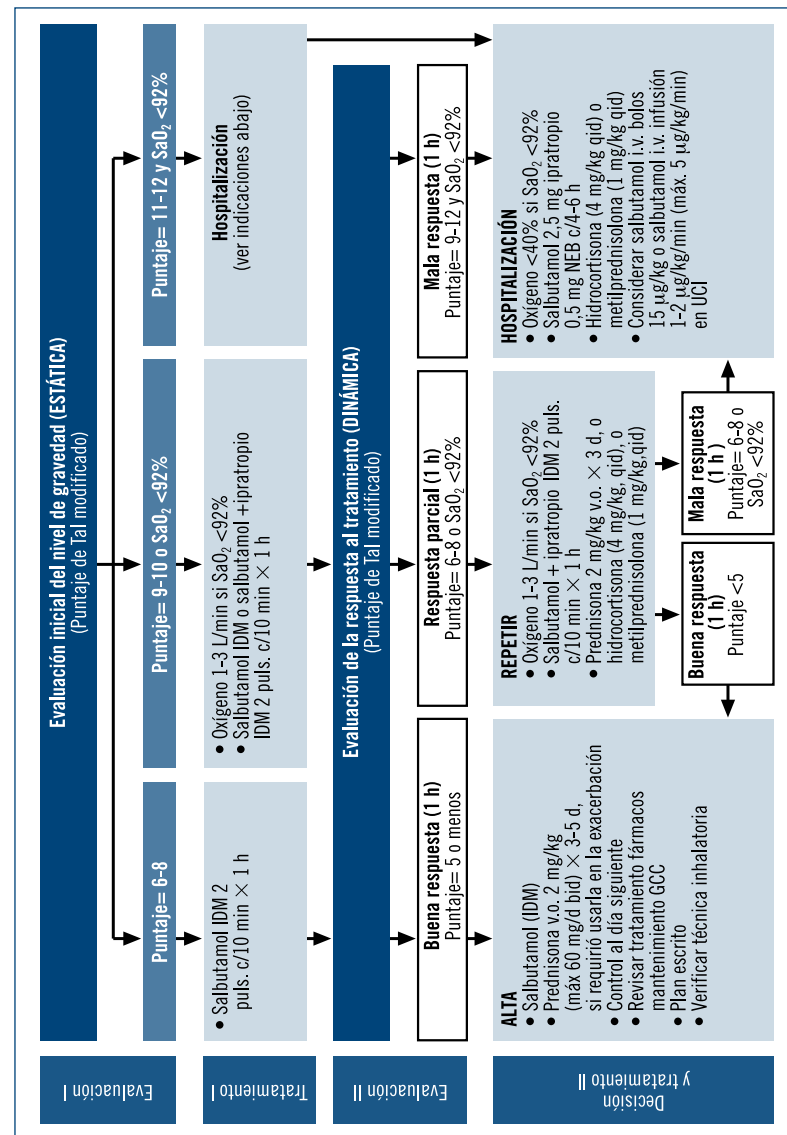 Evaluación I
Evaluación inicial del nivel de gravedad (ESTÁTICA)
(Puntaje de Tal modificado)
Puntaje= 6-8
Puntaje= 9-10 o SaO₂ <92%
Puntaje= 11-12 y SaO₂ <92%
Tratamiento I
• Salbutamol IDM 2
puls. c/10 min × 1 h
• Oxígeno 1-3 L/min si SaO₂ <92%
• Salbutamol IDM o salbutamol +ipratropio
IDM 2 puls. c/10 min × 1 h
Hospitalización
(ver indicaciones abajo)
Evaluación II
Evaluación de la respuesta al tratamiento (DINÁMICA)
(Puntaje de Tal modificado)
Buena respuesta (1 h)
Puntaje= 5 o menos
Respuesta parcial (1 h)
Puntaje= 6-8 o SaO₂ <92%
Mala respuesta (1 h)
Puntaje= 9-12 y SaO₂ <92%
Decisión
y tratamiento II
ALTA
• Salbutamol (IDM)
• Prednisona v.o. 2 mg/kg
(máx 60 mg/d bid) × 3-5 d,
si requirió usarla en la exacerbación
• Control al día siguiente
• Revisar tratamiento fármacos
mantenimiento GCC
• Plan escrito
• Verificar técnica inhalatoria
REPETIR
• Oxígeno 1-3 L/min si SaO₂ <92%
• Salbutamol + ipratropio IDM 2 puls.
c/10 min × 1 h
• Prednisona 2 mg/kg v.o. × 3 d, o
hidrocortisona (4 mg/kg, qid), o
metilprednisolona (1 mg/kg,qid)
Buena respuesta
(1 h)
Puntaje <5
Mala respuesta
(1 h )
Puntaje= 6-8 o
SaO₂ <92%
HOSPITALIZACIÓN
• Oxígeno <40% si SaO₂ <92%
• Salbutamol 2,5 mg ipratropio
0,5 mg NEB c/4-6 h
• Hidrocortisona (4 mg/kg qid) o
metilprednisolona (1 mg/kg qid)
• Considerar salbutamol i.v. bolos
15 µg/kg o salbutamol i.v. infusión
1-2 µg/kg/min (máx. 5 µg/kg/min)
en UCI